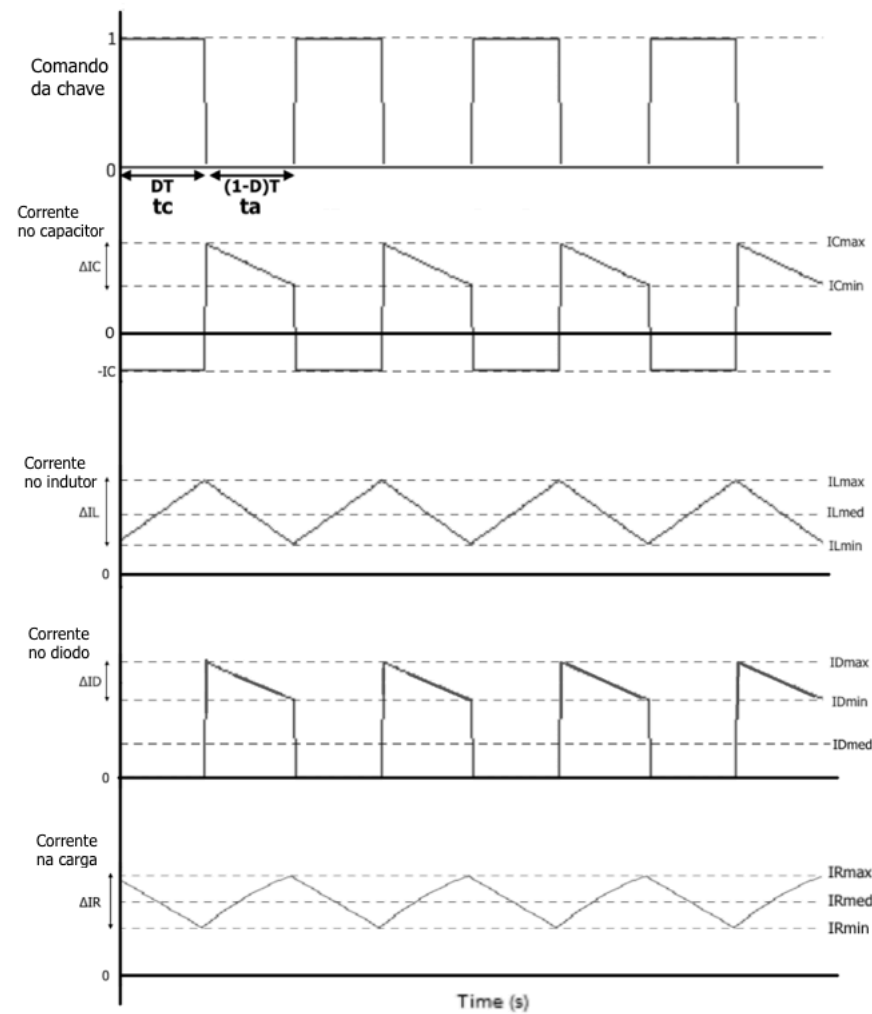 1
Comando
da chave
0
DT
(1-D)T
tc
ta
Corrente
no capacitor
ICmax
ΔIC
ICmin
0
-IC
Corrente
no indutor
ILmax
ΔIL
ILmed
ILmin
0
Corrente
no diodo
IDmax
ΔID
IDmin
IDmed
0
Corrente
na carga
IRmax
ΔIR
IRmed
IRmin
0
Time (s)